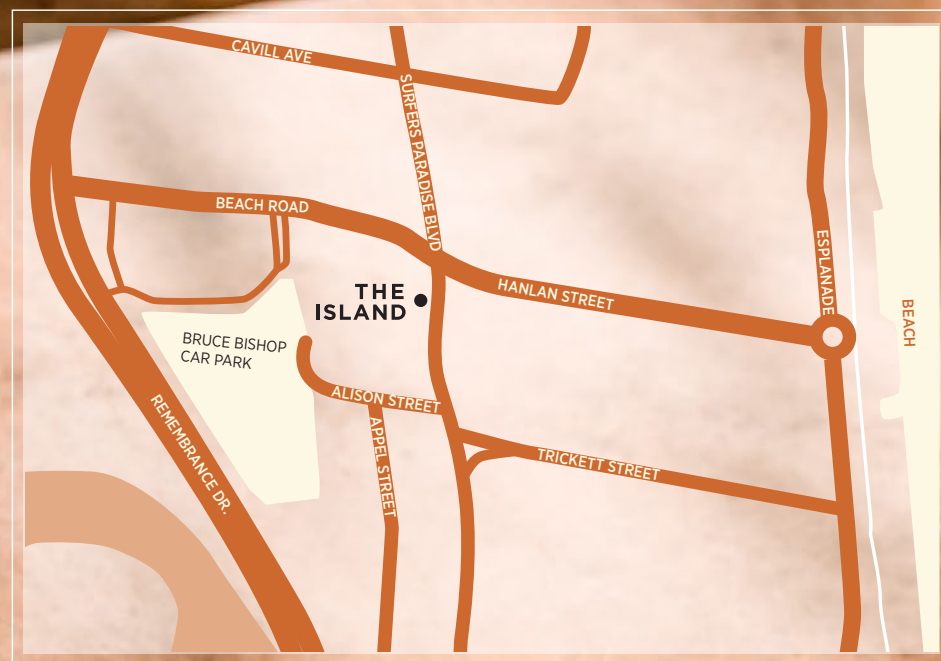 CAVILL AVE
SURFERS PARADISE BLVD
BEACH ROAD
ESPLANADE
HANLAN STREET
THE
ISLAND
BEACH
BRUCE BISHOP
CAR PARK
ALISON STREET
REMEMBRANCE DR.
APPEL STREET
TRICKETT STREET